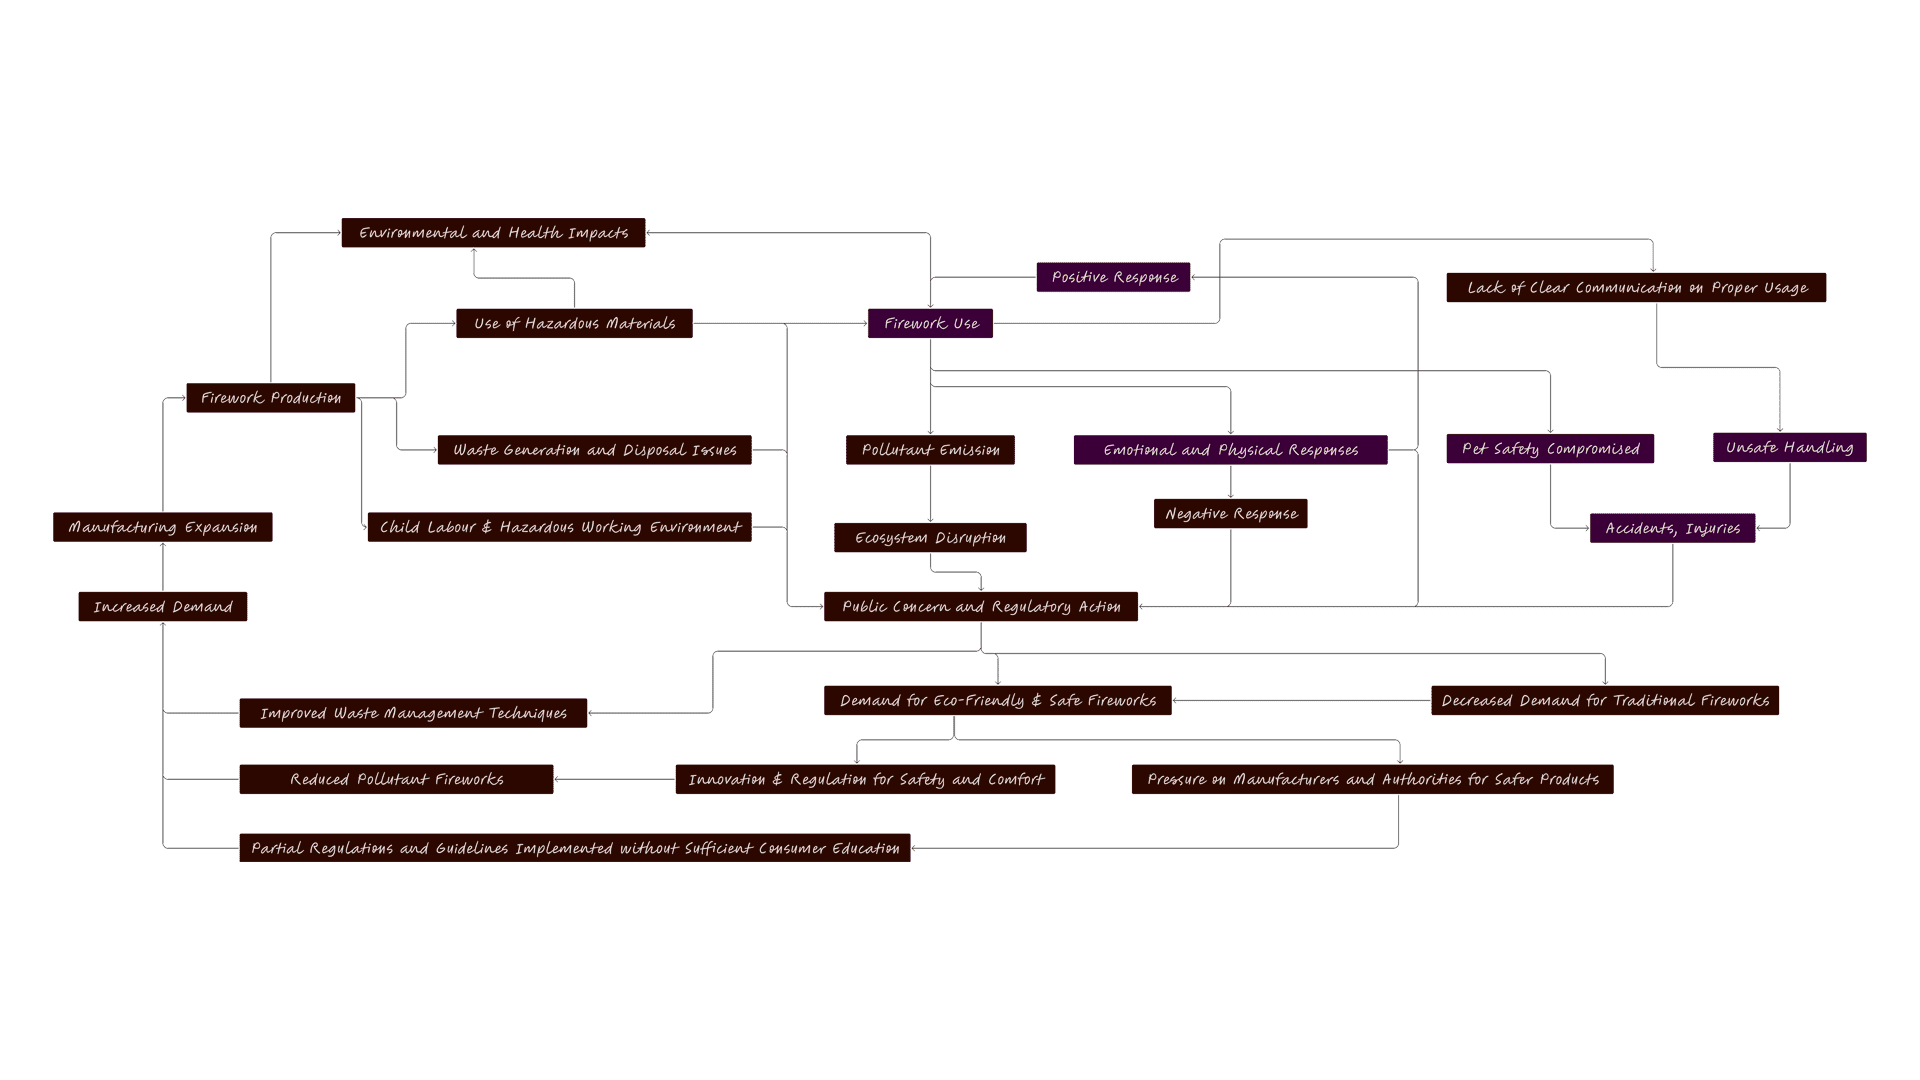 Environmental and Health Impacts
Positive Response
Lack of Clear Communication on Proper Usage
Use of Hazardous Materials
Firework Use
Firework Production
Waste Generation and Disposal Issues
Pollutant Emission
Emotional and Physical Responses
Pet Safety Compromised
Unsafe Handling
Negative Response
Manufacturing Expansion
Child Labour & Hazardous Working Environment
Ecosystem Disruption
Accidents, Injuries
Increased Demand
Public Concern and Regulatory Action
Improved Waste Management Techniques
Demand for Eco-Friendly & Safe Fireworks
Decreased Demand for Traditional Fireworks
Reduced Pollutant Fireworks
Innovation & Regulation for Safety and Comfort
Pressure on Manufacturers and Authorities for Safer Products
Partial Regulations and Guidelines Implemented without Sufficient Consumer Education